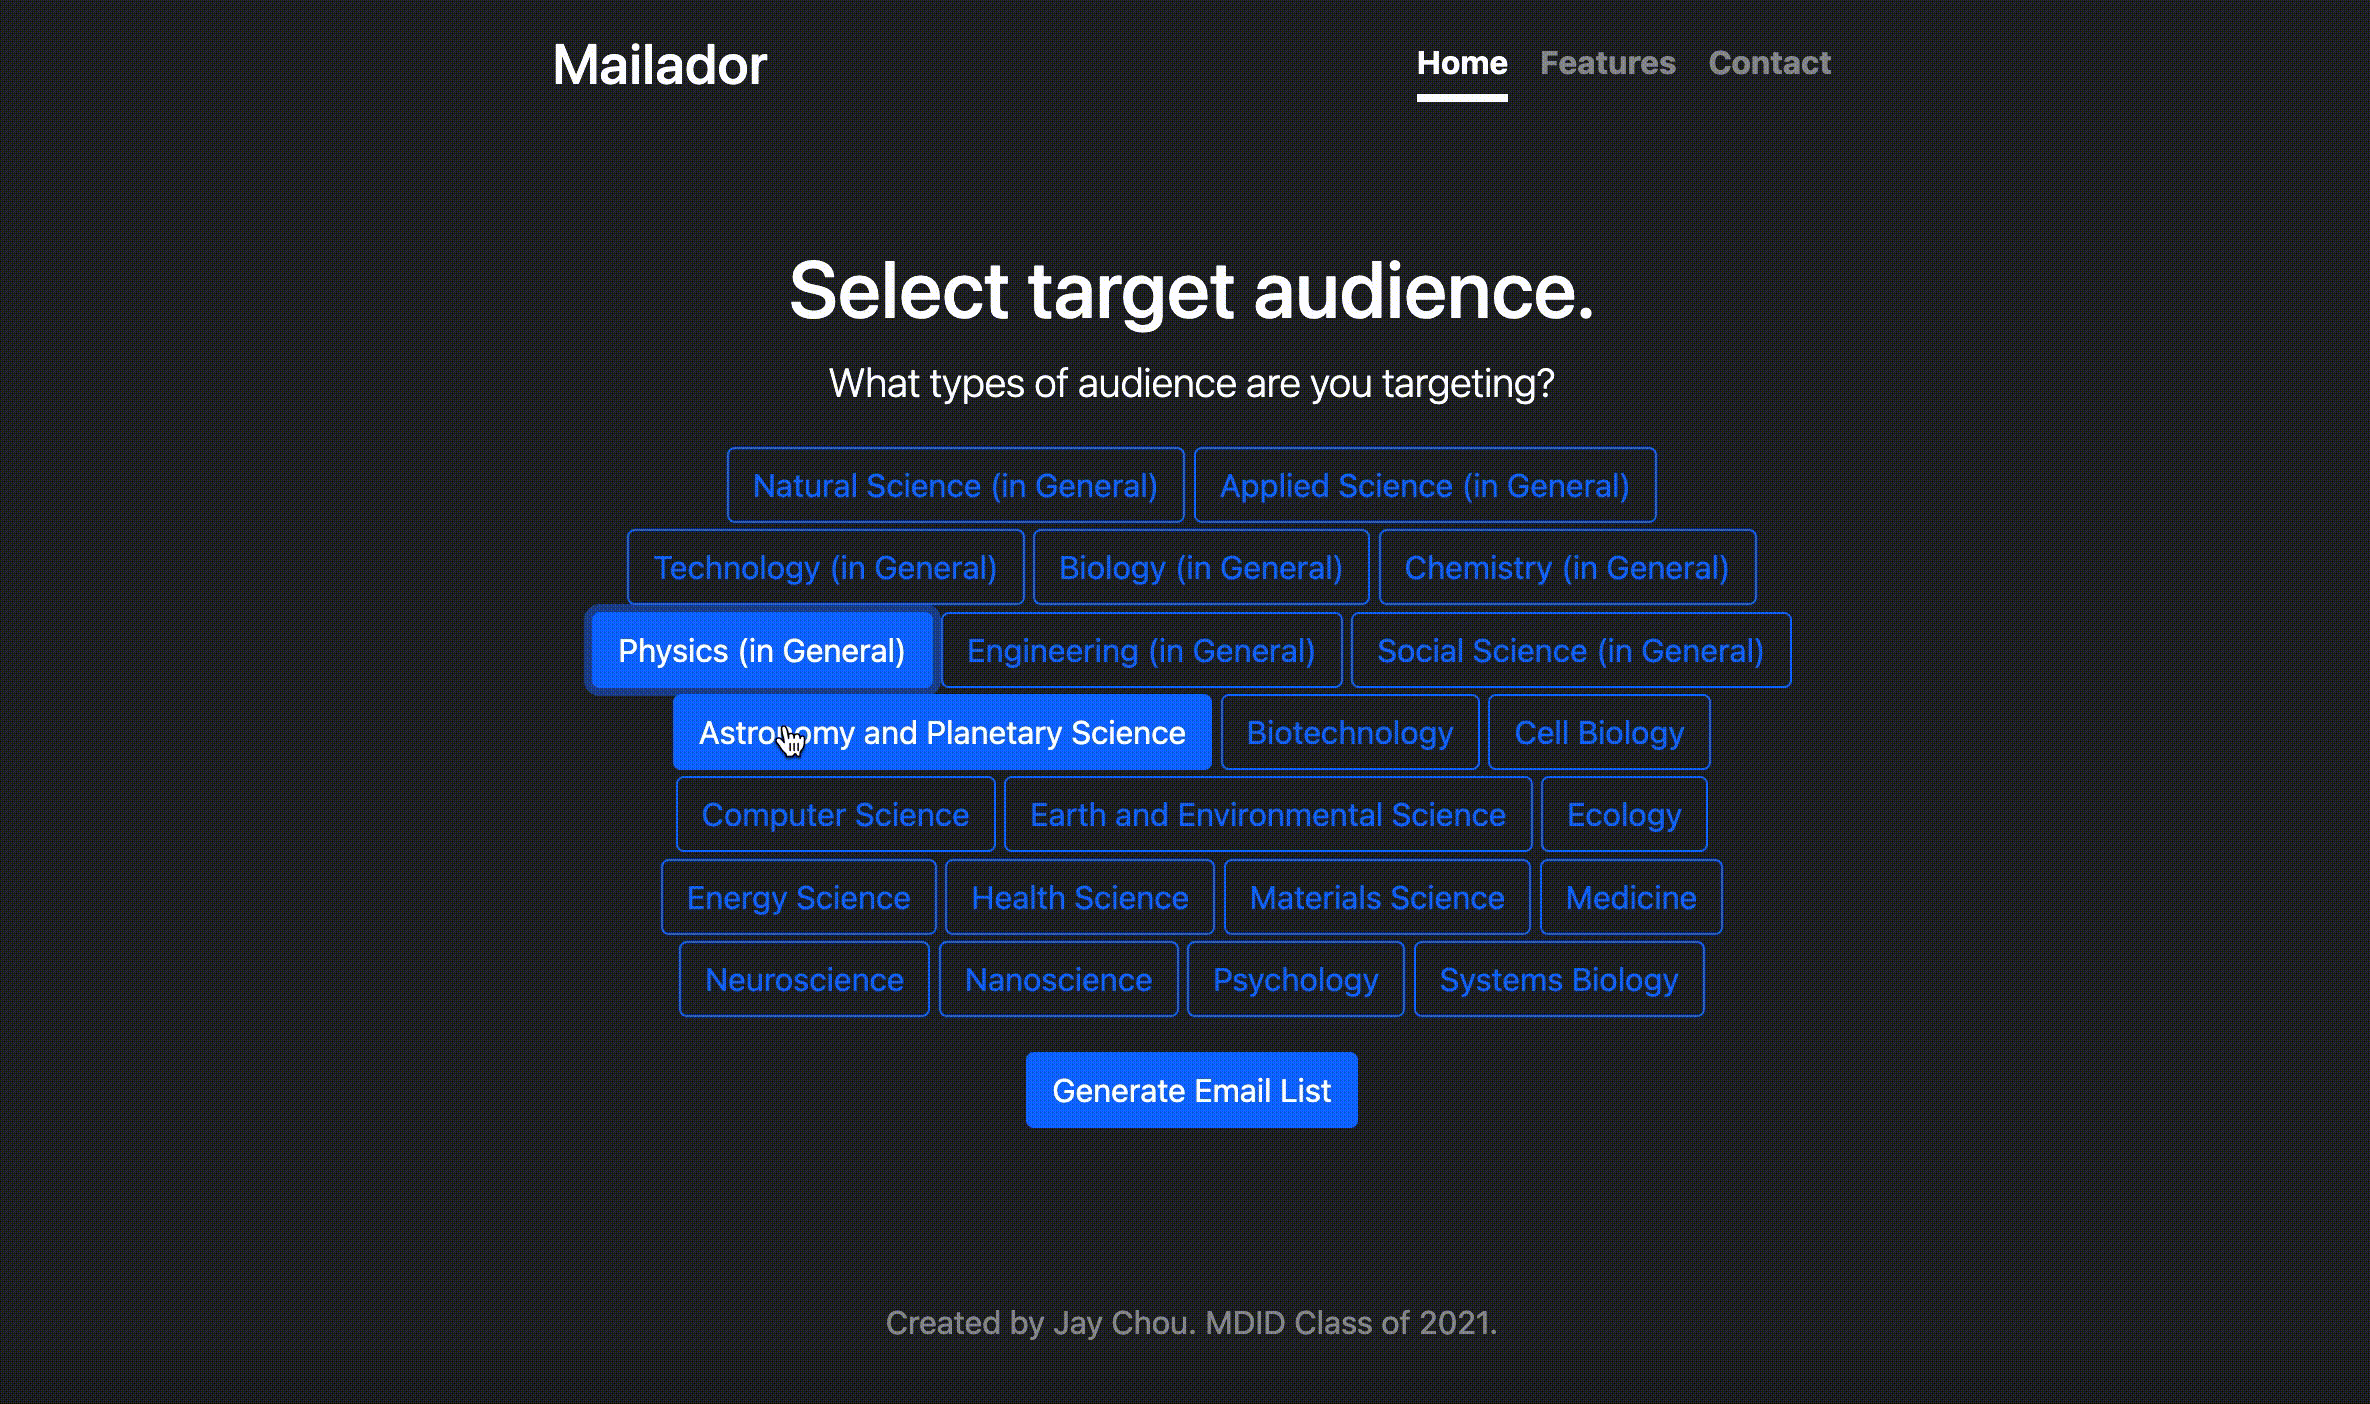 Mailador
Home Features Contact
Select target audience.
What types of audience are you targeting?
Natural Science (in General) Applied Science (in General)
Technology (in General) Biology (in General) Chemistry (in General)
Physics (in General) Engineering (in General) Social Science (in General)
Astronomy and Planetary Science Biotechnology Cell Biology
Computer Science Earth and Environmental Science Ecology
Energy Science Health Science Materials Science Medicine
Neuroscience Nanoscience Psychology Systems Biology
Generate Email List
Created by Jay Chou. MDID Class of 2021.